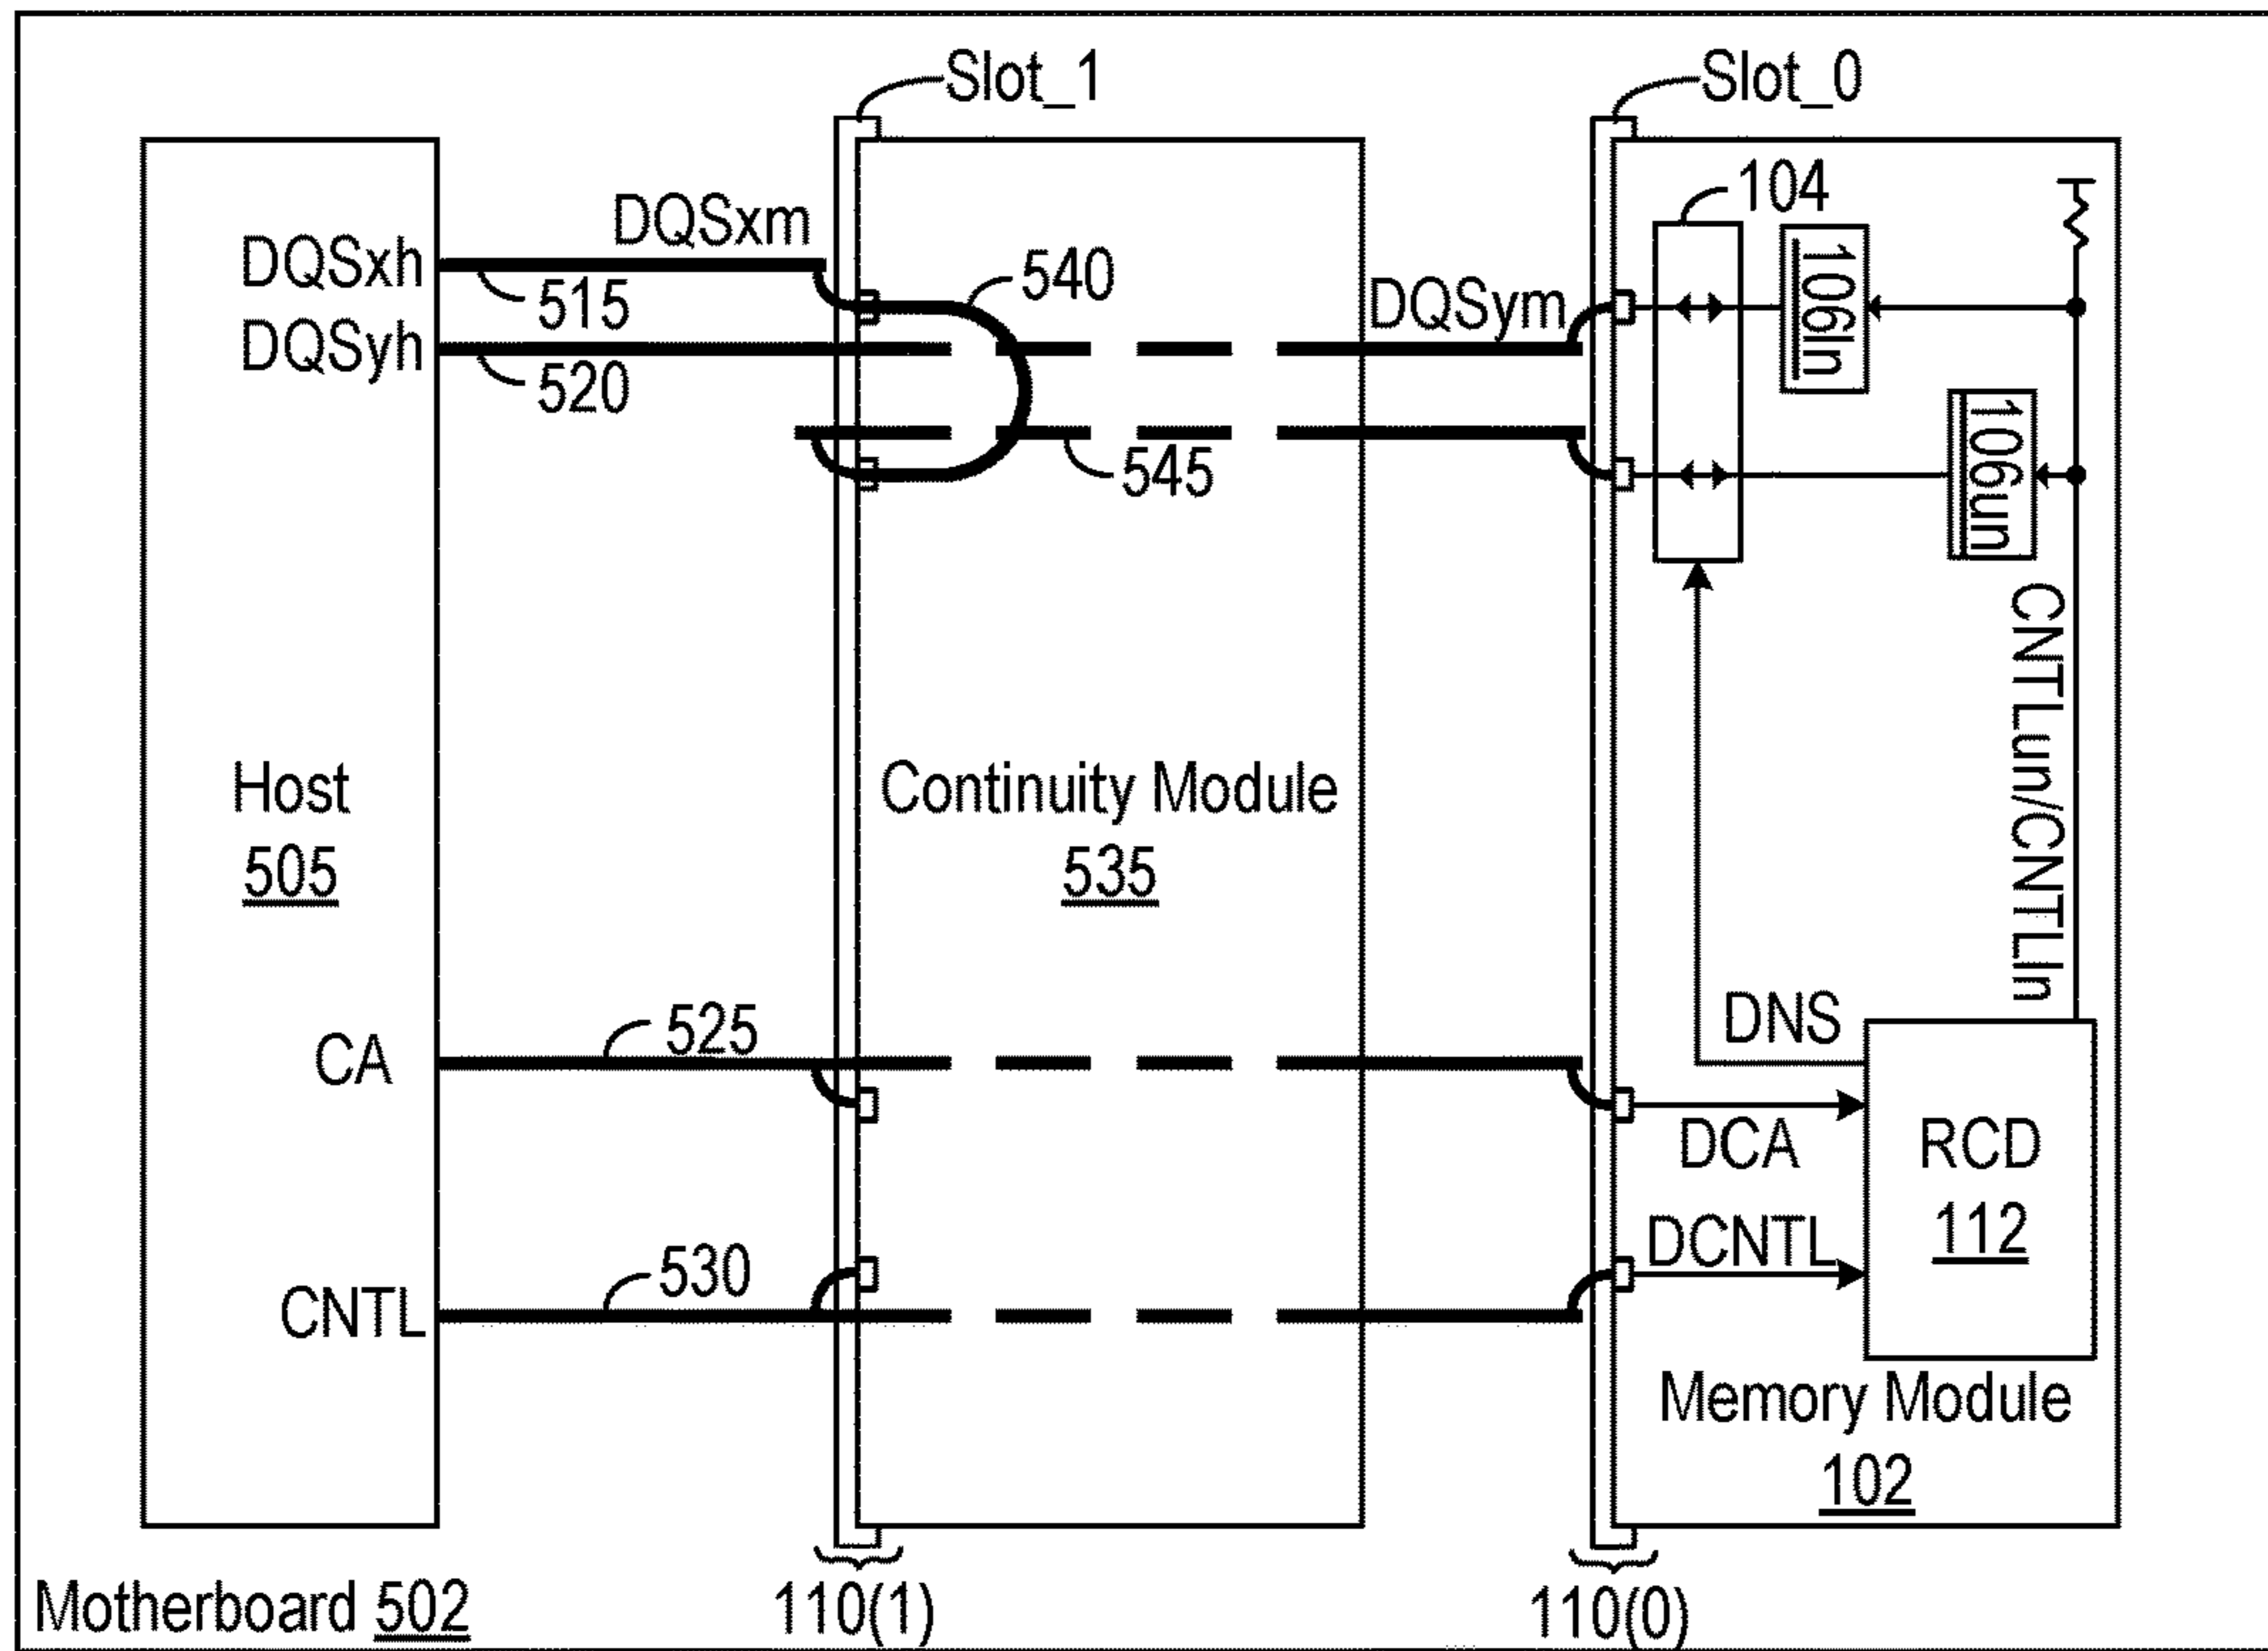 Slot_1
Slot_0
104
DQSxm
DQSxh
515
540
DQSym
106ln
DQSyh
520
545
106un
CNTLun/CNTLln
Host
505
Continuity Module
535
DNS
525
CA
DCA
RCD
112
DCNTL
530
CNTL
Memory Module
102
Motherboard 502
110(1)
110(0)